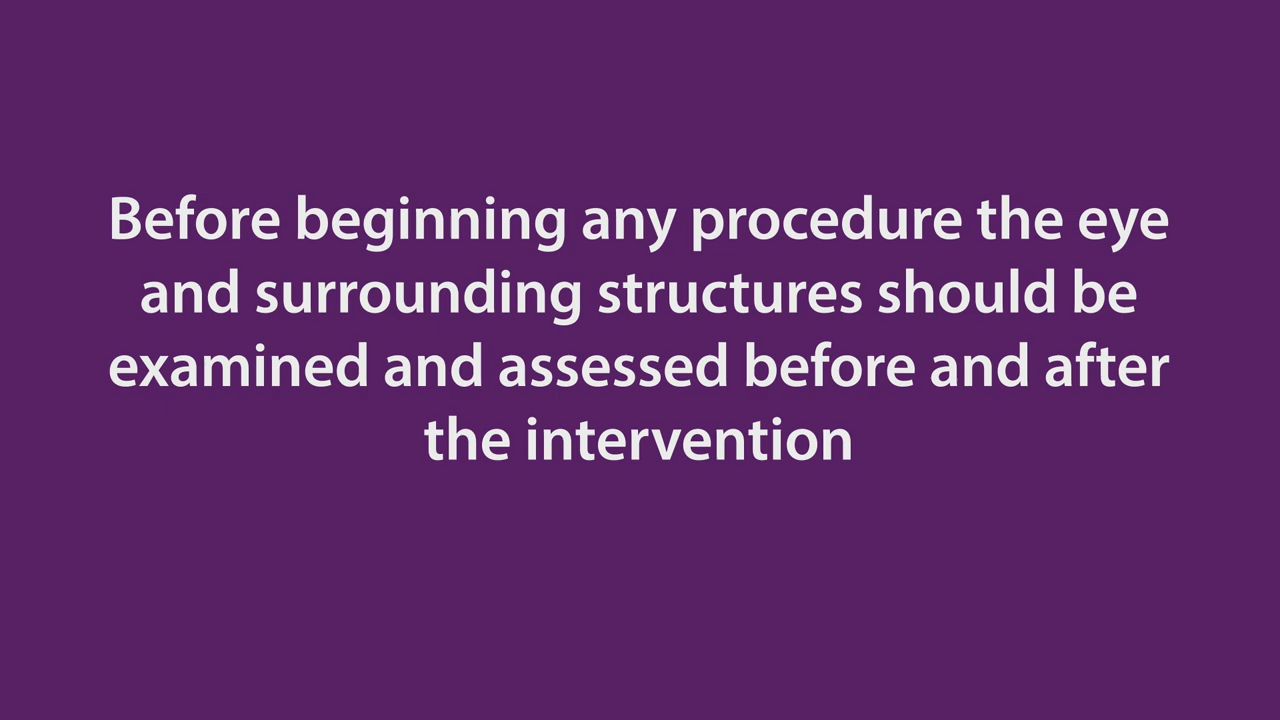 Before beginning any procedure the eye
and surrounding structures should be
examined and assessed before and after
the intervention